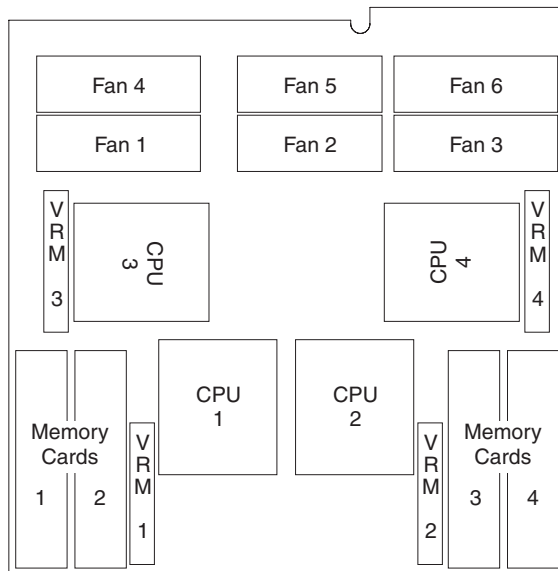 Fan 4
Fan 5
Fan 6
Fan 1
Fan 2
Fan 3
V
R
M
3
CPU
3
CPU
4
V
R
M
4
CPU
1
CPU
2
Memory
Cards
1
2
V
R
M
1
V
R
M
2
Memory
Cards
3
4